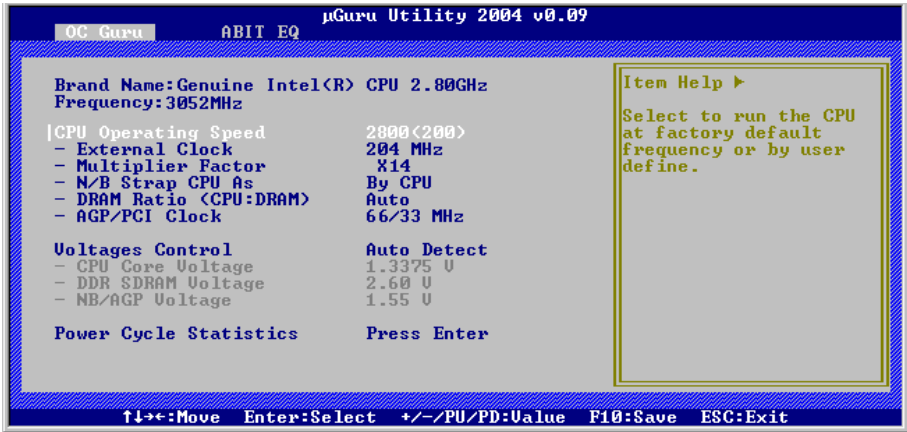 µGuru Utility 2004 v0.09
OC Guru ABIT EQ
Brand Name:Genuine Intel(R) CPU 2.80GHz
Frequency:3052MHz
CPU Operating Speed 2800(200)
- External Clock 204 MHz
- Multiplier Factor X14
- N/B Strap CPU As By CPU
- DRAM Ratio (CPU:DRAM) Auto
- AGP/PCI Clock 66/33 MHz
Voltages Control Auto Detect
- CPU Core Voltage 1.3375 V
- DDR SDRAM Voltage 2.60 V
- NB/AGP Voltage 1.55 V
Power Cycle Statistics Press Enter
Item Help ►
Select to run the CPU
at factory default
frequency or by user
define.
↑↓→←:Move Enter:Select +/-/PU/PD:Value F10:Save ESC:Exit